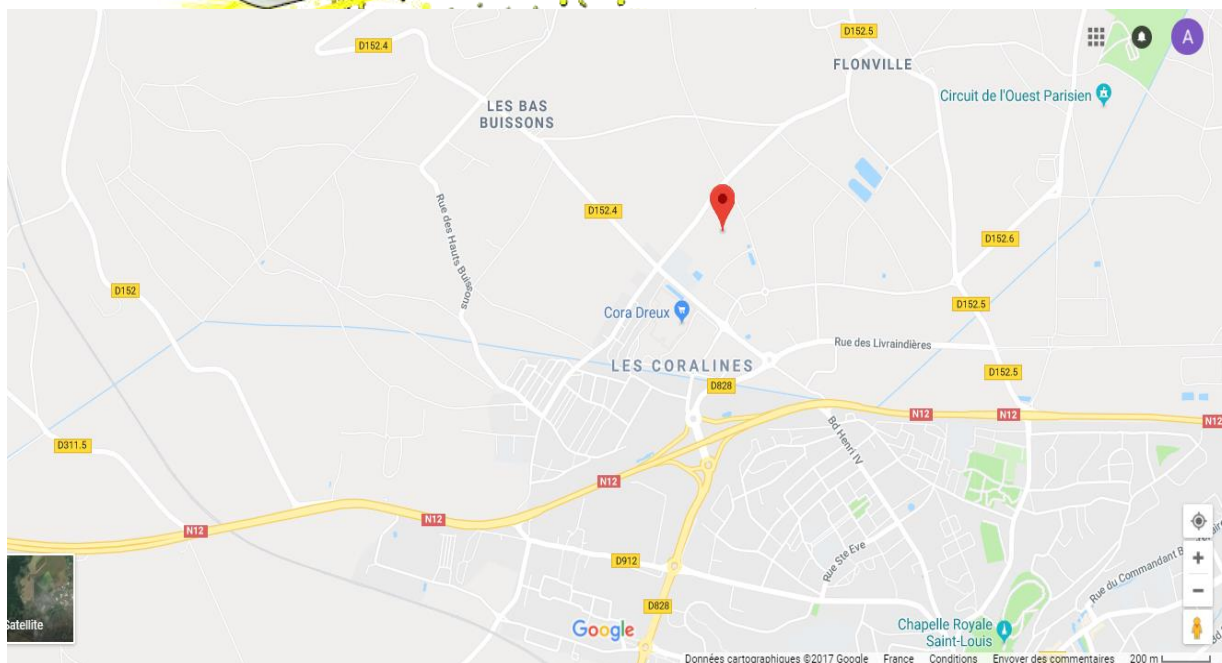 D152.4
D152.5
A
FLONVILLE
Circuit de l'Ouest Parisien
LES BAS
BUISSONS
Rue des Hauts Buissons
D152.4
D152.6
D152
D152.5
Cora Dreux
Rue des Livraindières
LES CORALINES
D152.5
D828
N12
N12
N12
Bd Henri IV
D311.5
N12
N12
N12
D912
Rue Ste Eve
Rue du Commandant
D828
Satellite
Google
Chapelle Royale
Saint-Louis
Données cartographiques ©2017 Google France Conditions Envoyer des commentaires 200 m